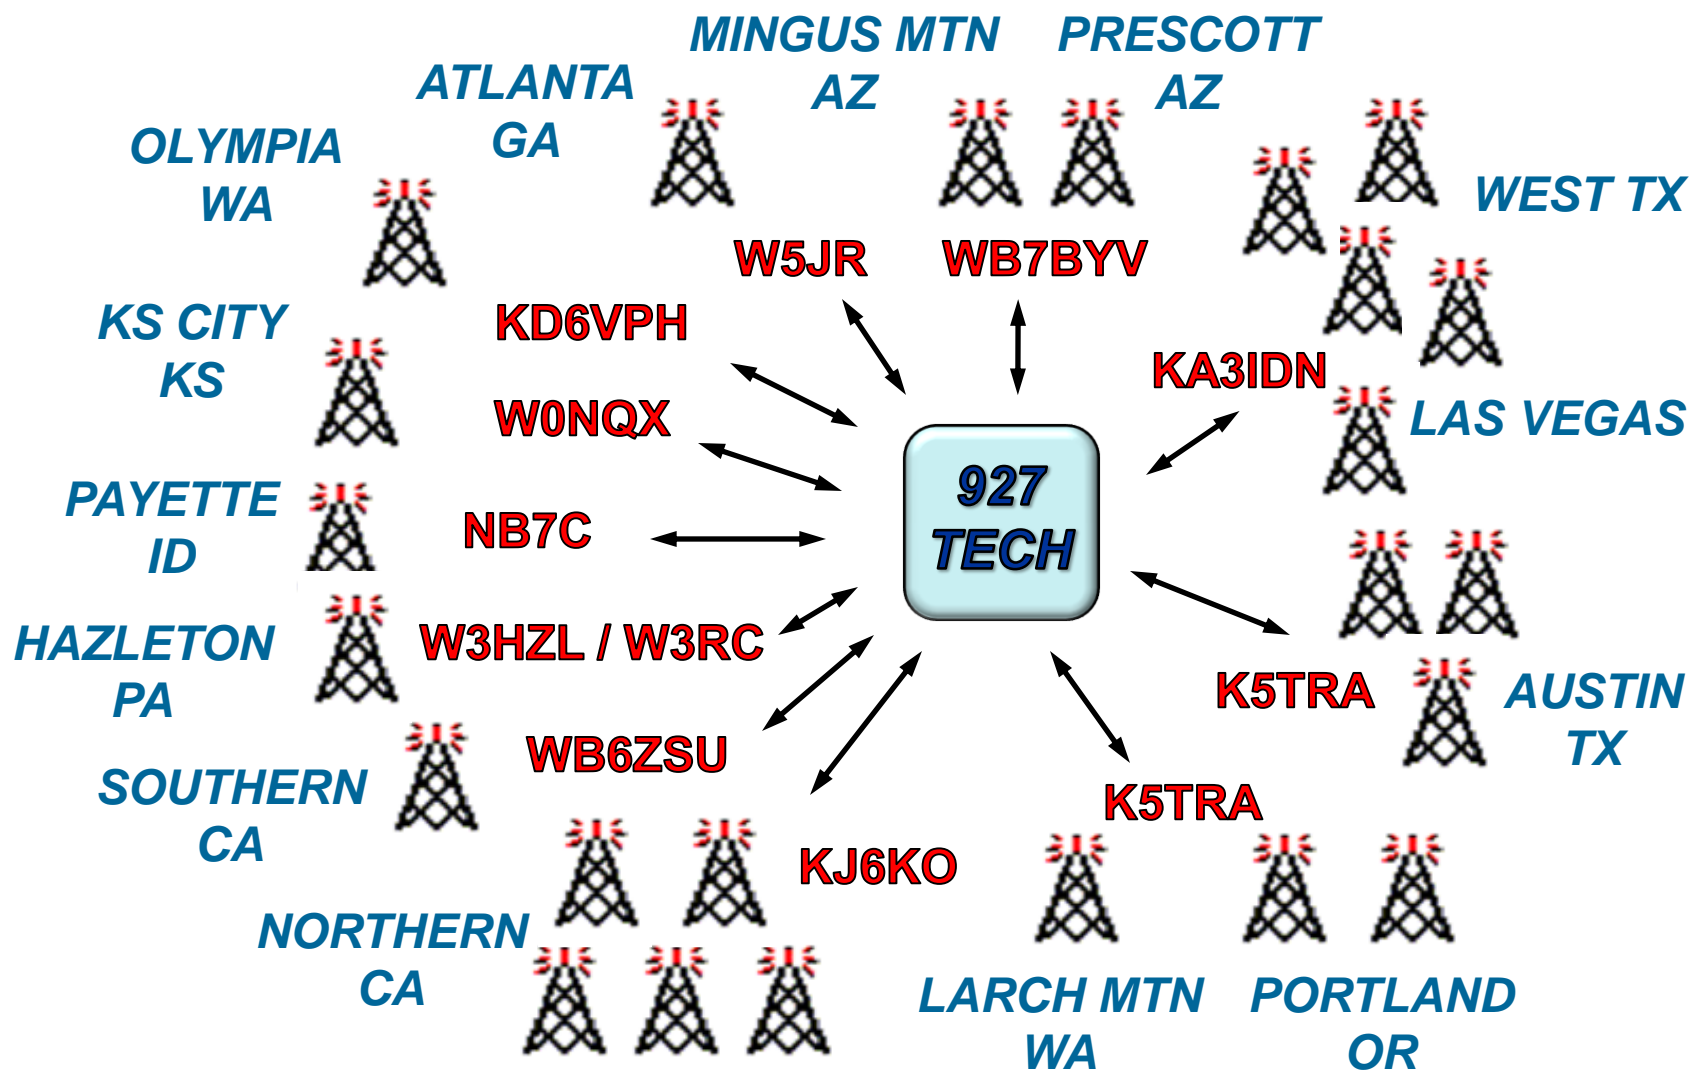 MINGUS MTN
AZ
PRESCOTT
AZ
ATLANTA
GA
OLYMPIA
WA
WEST TX
W5JR
WB7BYV
KS CITY
KS
KD6VPH
KA3IDN
W0NQX
LAS VEGAS
927
TECH
PAYETTE
ID
NB7C
HAZLETON
PA
W3HZL / W3RC
K5TRA
AUSTIN
TX
WB6ZSU
SOUTHERN
CA
K5TRA
KJ6KO
NORTHERN
CA
LARCH MTN
WA
PORTLAND
OR